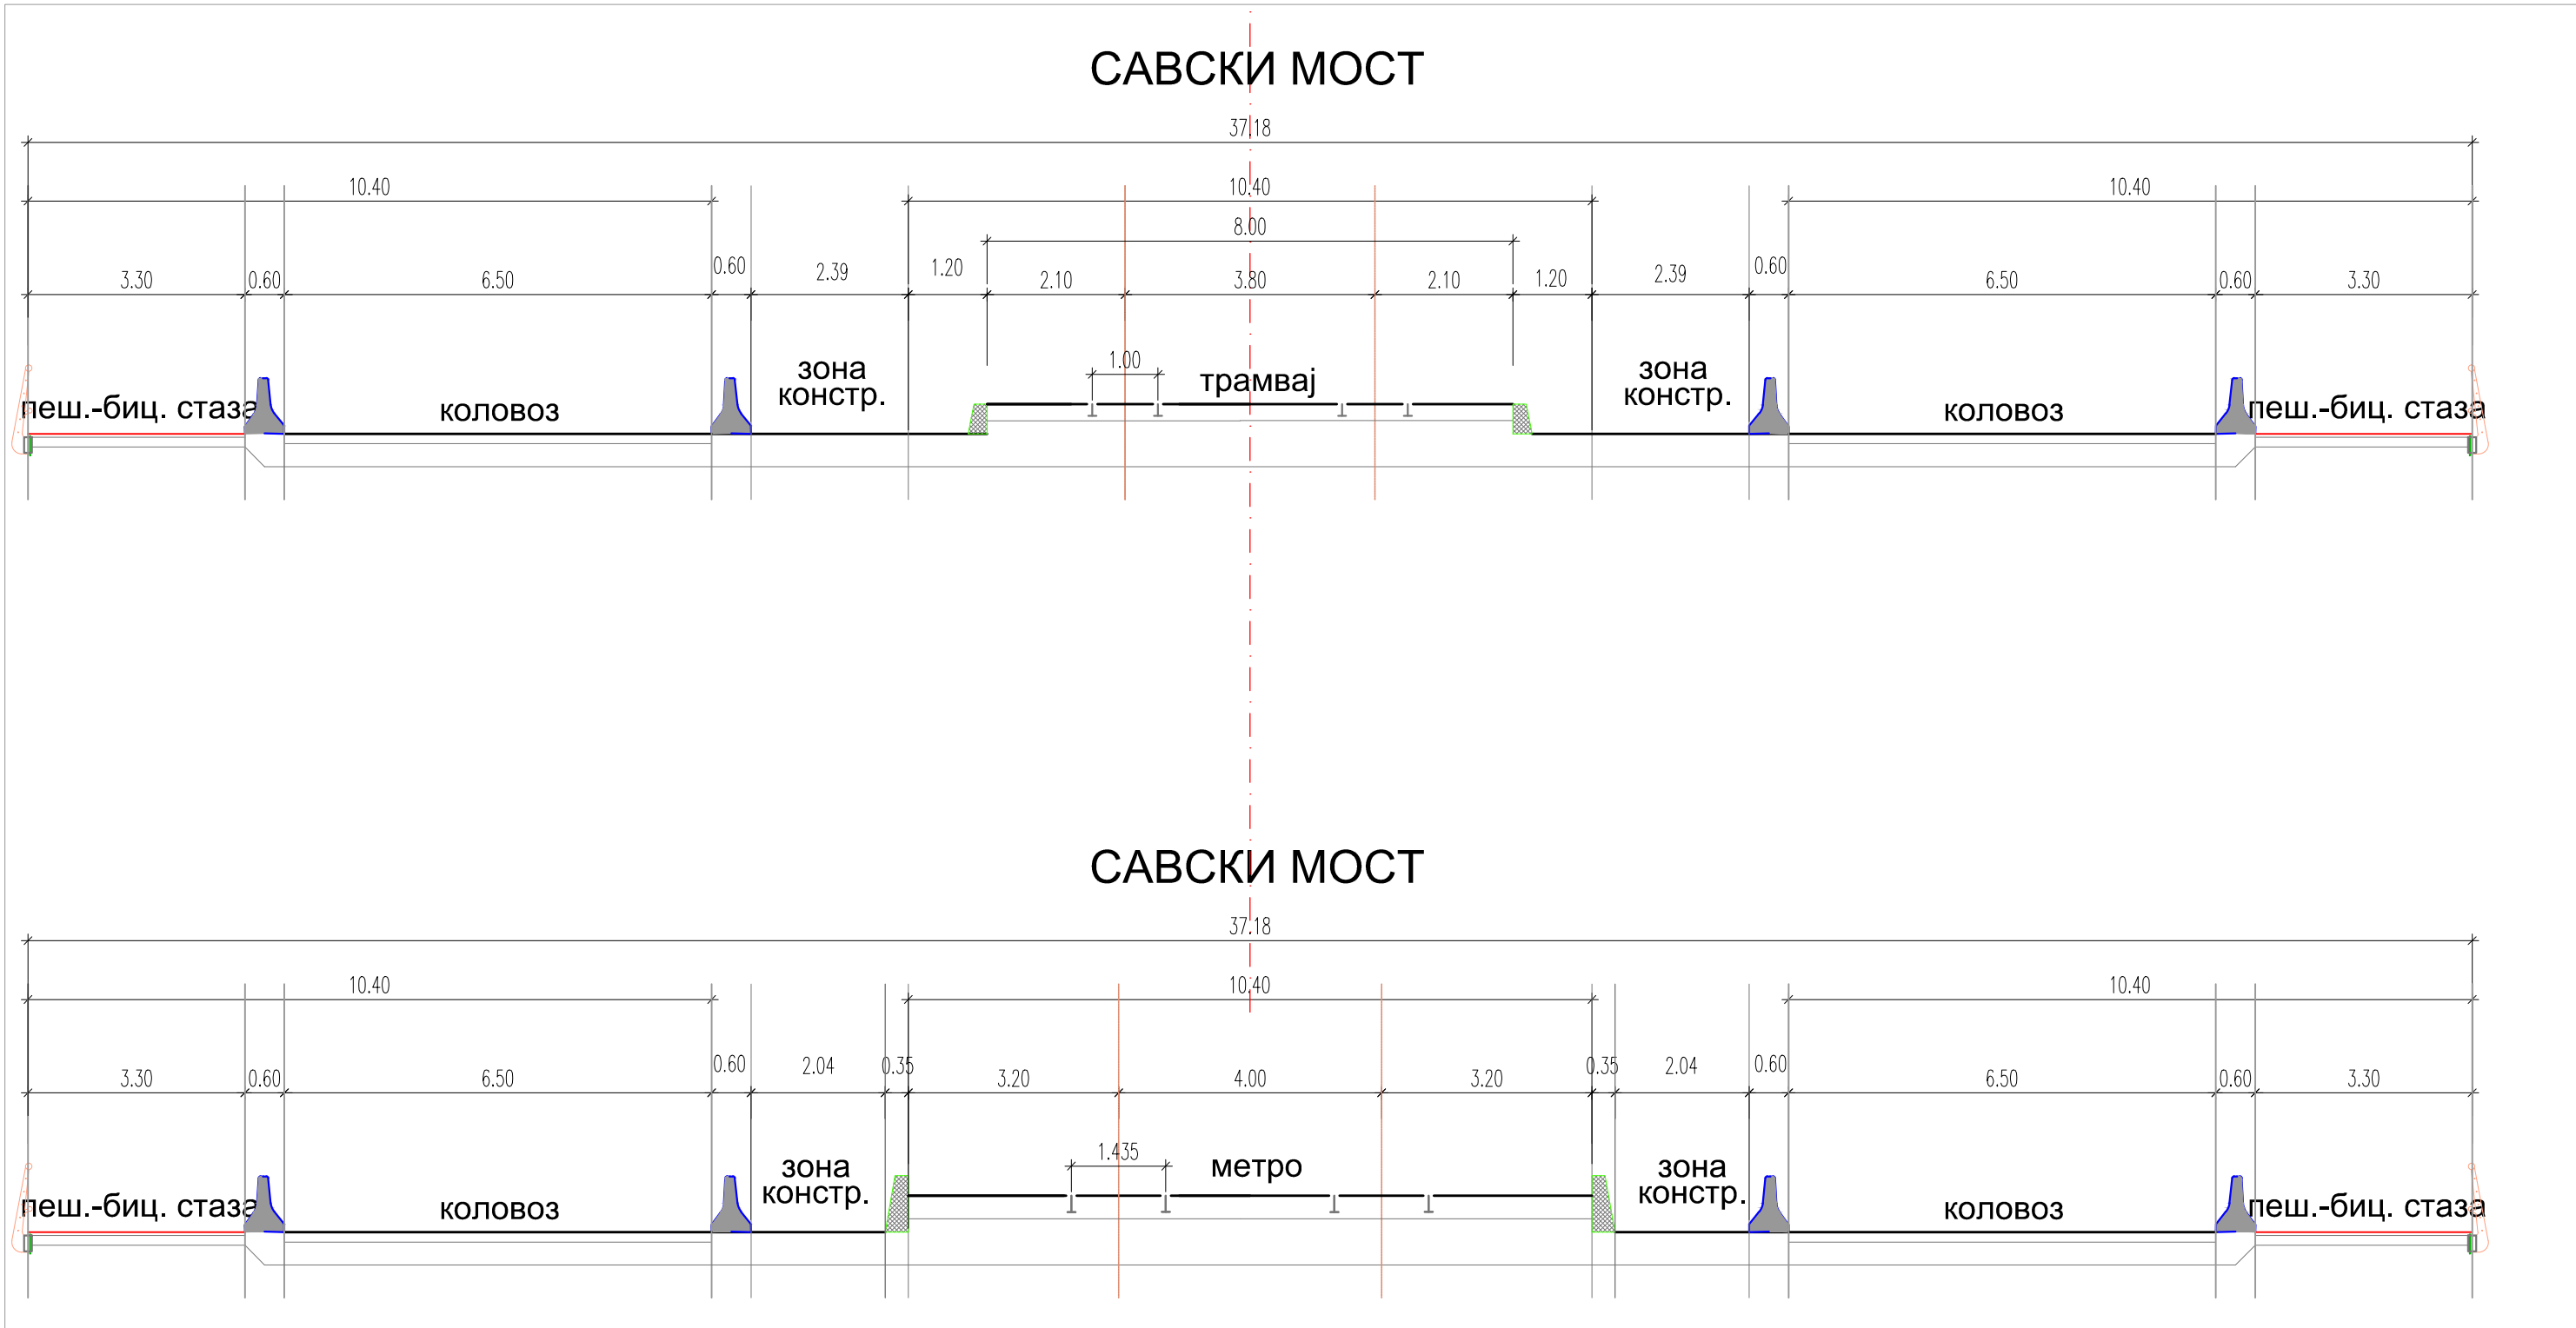 САВСКИ МОСТ
37.18
10.40 10.40 10.40
8.00
3.30 0.60 6.50 0.60 2.39 1.20 2.10 3.80 2.10 1.20 2.39 0.60 6.50 0.60 3.30
1.00
пеш.-биц. стаза
коловоз
зона
констр.
трамвај
зона
констр.
коловоз
пеш.-биц. стаза
САВСКИ МОСТ
37.18
10.40 10.40 10.40
3.30 0.60 6.50 0.60 2.04 0.35 3.20 4.00 3.20 0.35 2.04 0.60 6.50 0.60 3.30
1.435
пеш.-биц. стаза
коловоз
зона
констр.
метро
зона
констр.
коловоз
пеш.-биц. стаза